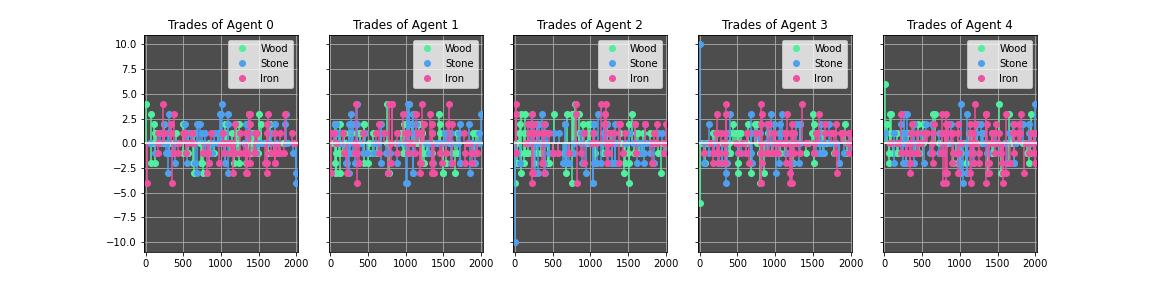 Trades of Agent 0
Trades of Agent 1
Trades of Agent 2
Trades of Agent 3
Trades of Agent 4
10.0
7.5
5.0
2.5
0.0
−2.5
−5.0
−7.5
−10.0
Wood
Stone
Iron
Wood
Stone
Iron
Wood
Stone
Iron
Wood
Stone
Iron
Wood
Stone
Iron
0 500 1000 1500 2000
0 500 1000 1500 2000
0 500 1000 1500 2000
0 500 1000 1500 2000
0 500 1000 1500 2000